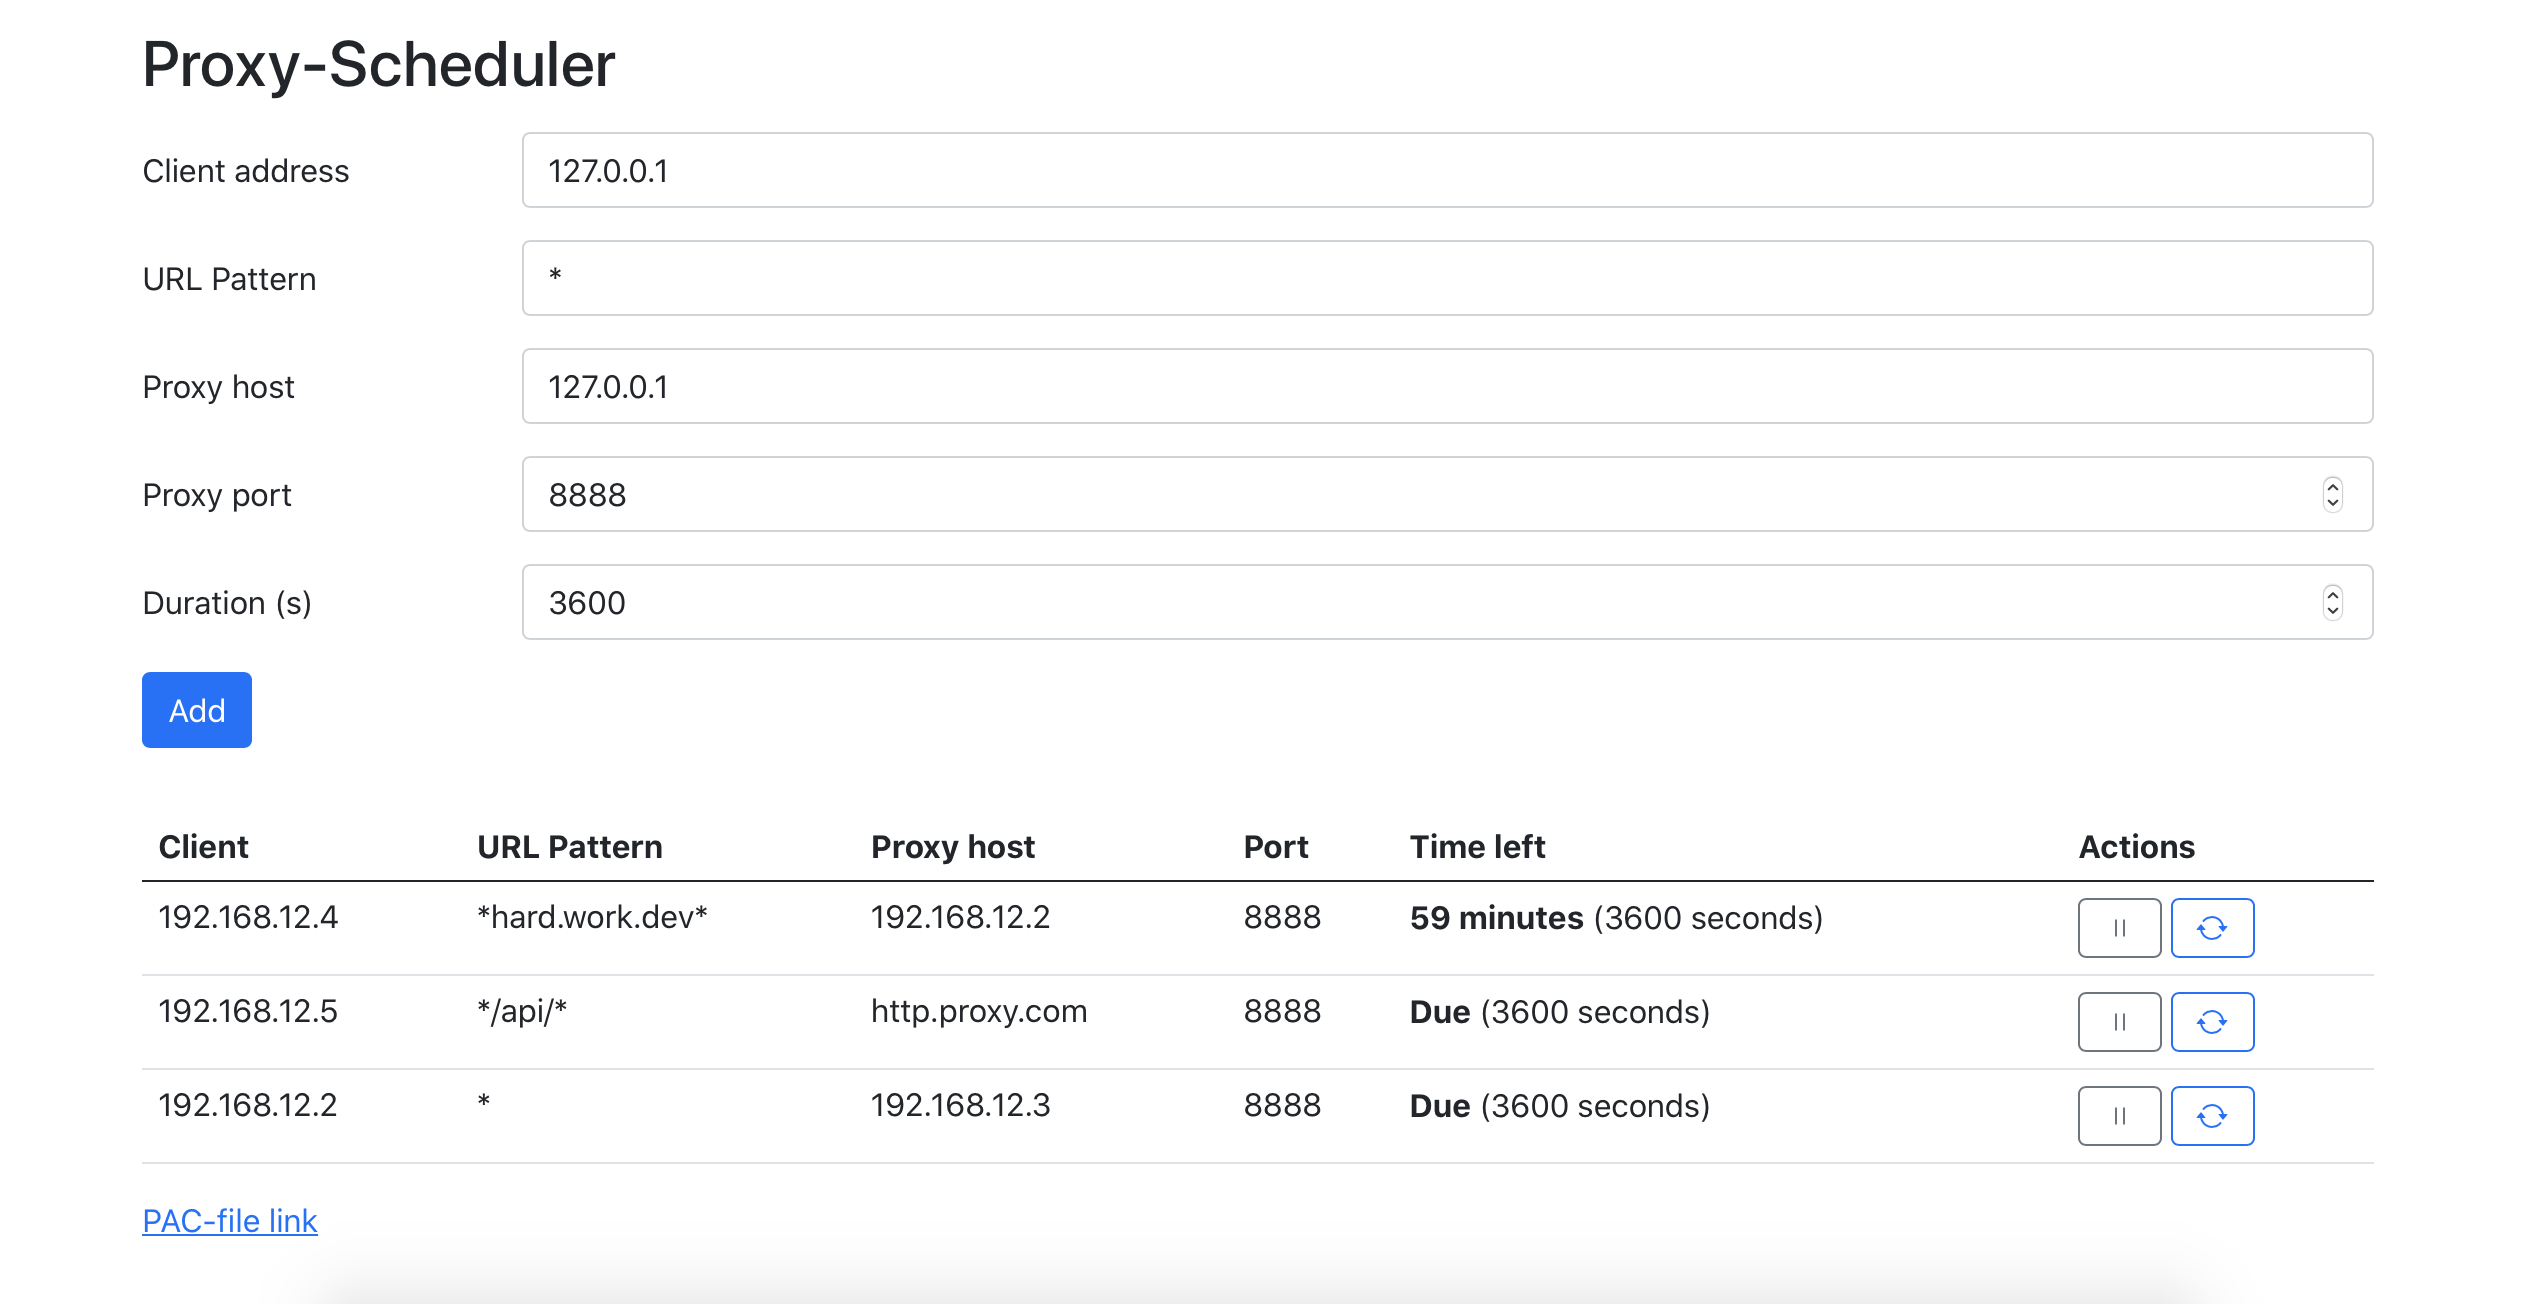 Proxy-Scheduler
Client address 127.0.0.1
URL Pattern *
Proxy host 127.0.0.1
Proxy port 8888
Duration (s) 3600
Add
Client URL Pattern Proxy host Port Time left Actions
192.168.12.4 *hard.work.dev* 192.168.12.2 8888 59 minutes (3600 seconds)
192.168.12.5 */api/* http.proxy.com 8888 Due (3600 seconds)
192.168.12.2 * 192.168.12.3 8888 Due (3600 seconds)
PAC-file link